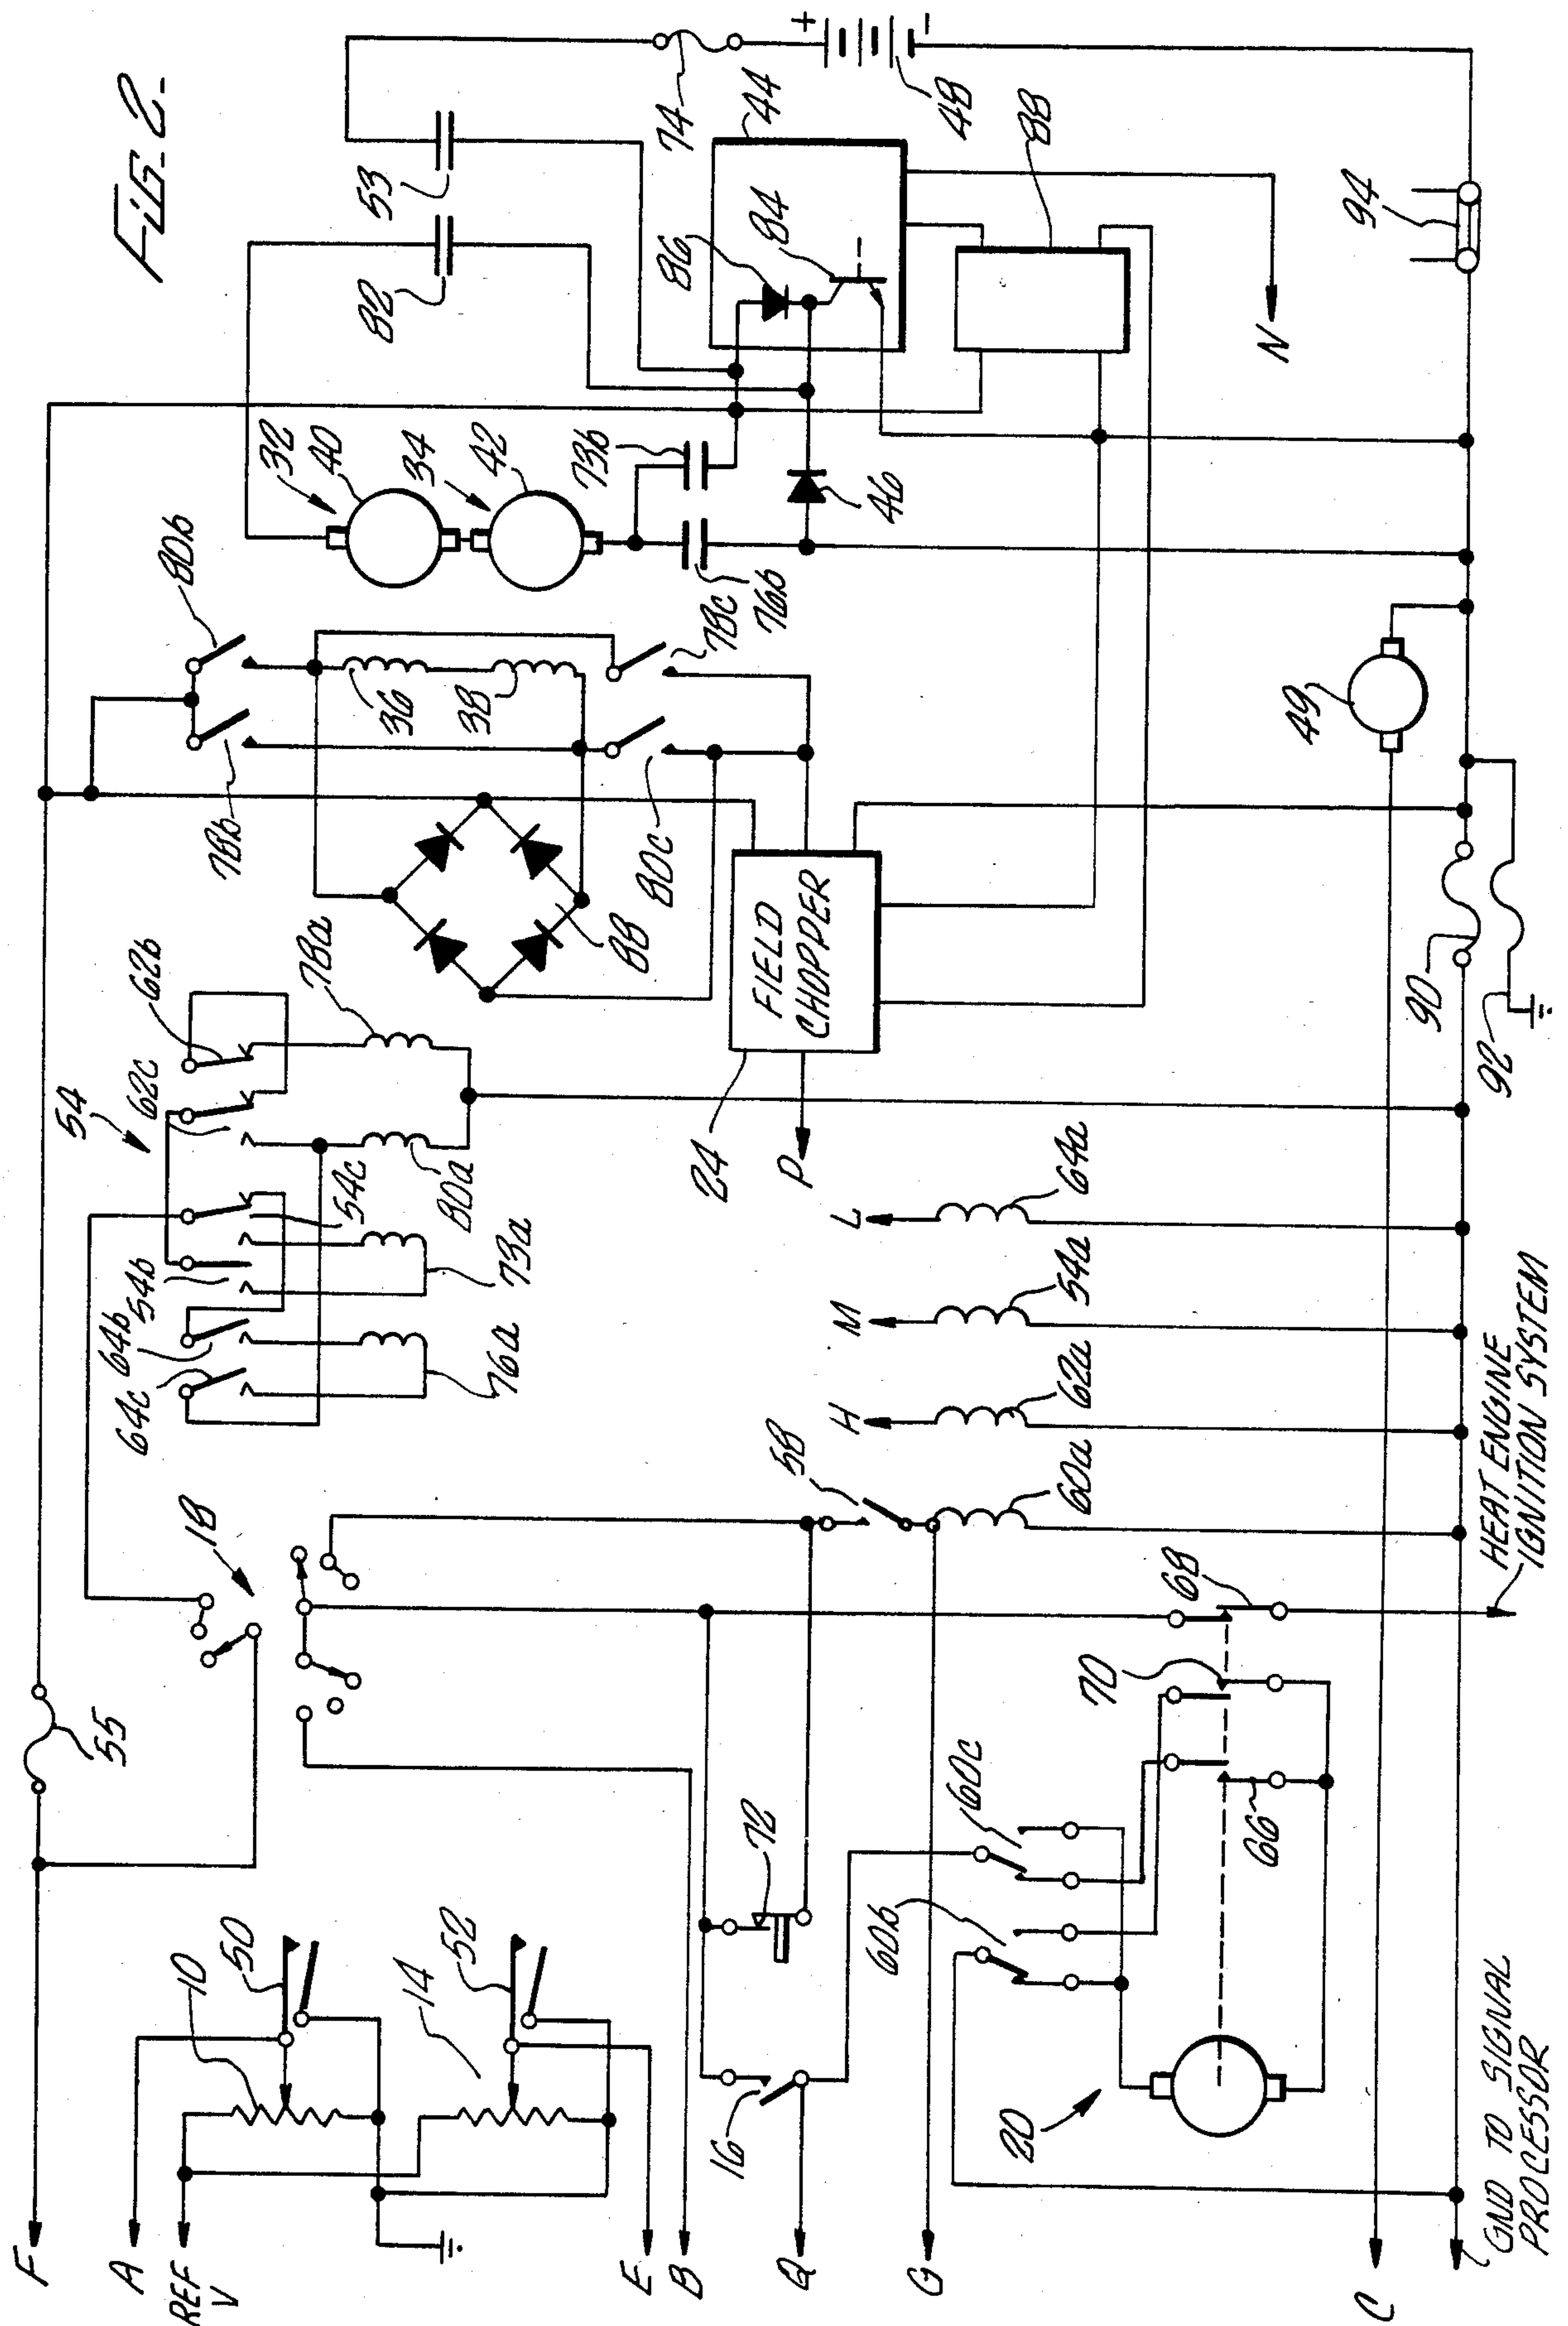 FIG. 2.
32
40
34
42
80b
78b
36
38
78c
76b
73b
80c
88
46
82
53
74
+
-
48
44
86
84
88
N
94
49
90
92
FIELD
CHOPPER
24
P
54
62b
62c
78a
80a
54c
54b
64b
64c
73a
76a
18
55
58
60a
H
62a
M
54a
L
64a
HEAT ENGINE
IGNITION SYSTEM
68
70
66
60c
60b
72
16
20
10
50
14
52
F
A
REF
V
E
B
Q
G
C
GND TO SIGNAL
PROCESSOR